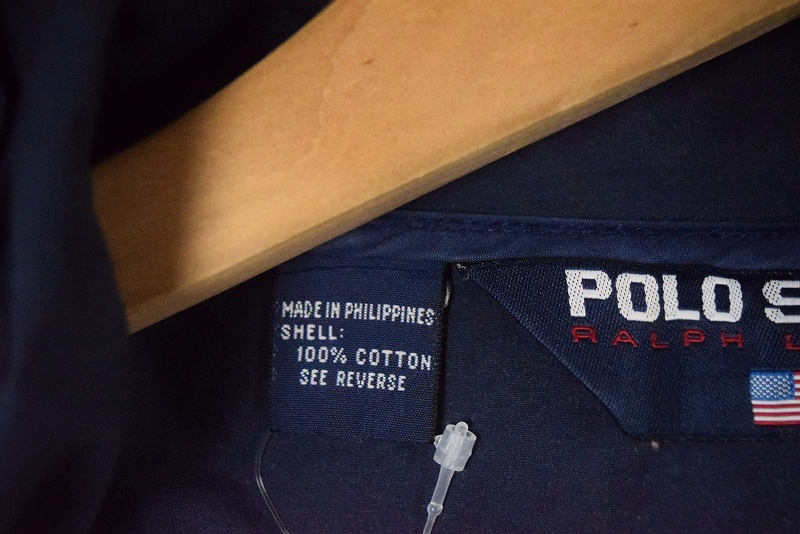 MADE IN PHILIPPINES
SHELL:
100% COTTON
SEE REVERSE
POLO S
RALPH L